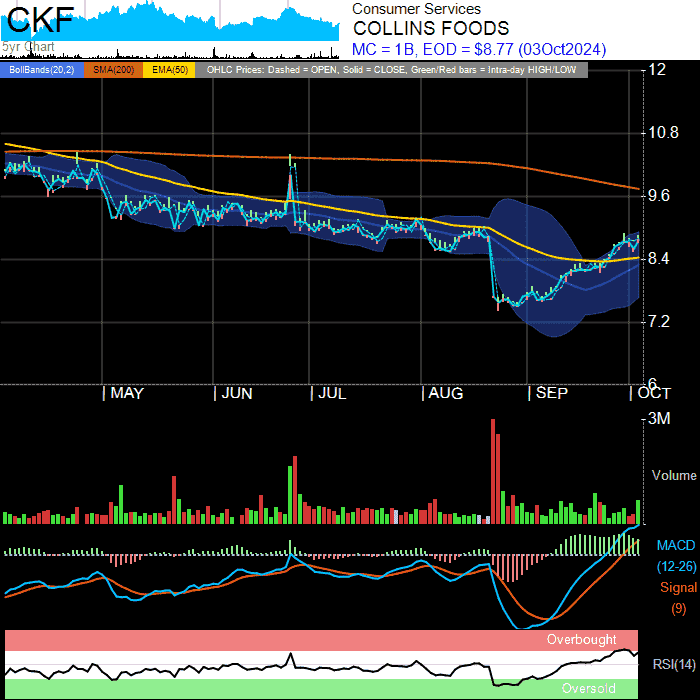 CKF
5yr Chart
Consumer Services
COLLINS FOODS
MC = 1B, EOD = $8.77 (03Oct2024)
BollBands(20,2) SMA(200) EMA(50) OHLC Prices: Dashed = OPEN, Solid = CLOSE, Green/Red bars = Intra-day HIGH/LOW
12
10.8
9.6
8.4
7.2
6
MAY JUN JUL AUG SEP OCT
3M
Volume
MACD
(12-26)
Signal
(9)
Overbought
RSI(14)
Oversold